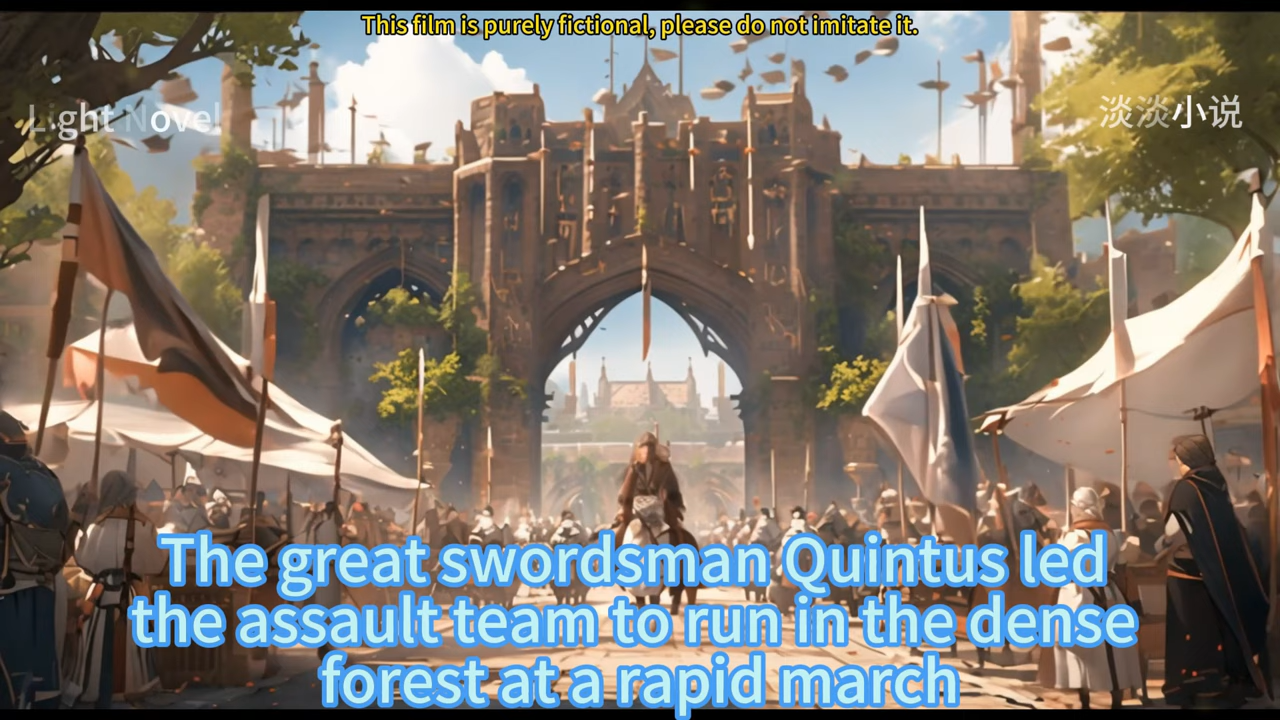 This film is purely fictional, please do not imitate it.
Light Novel
淡淡小说
The great swordsman Quintus led
the assault team to run in the dense
forest at a rapid march